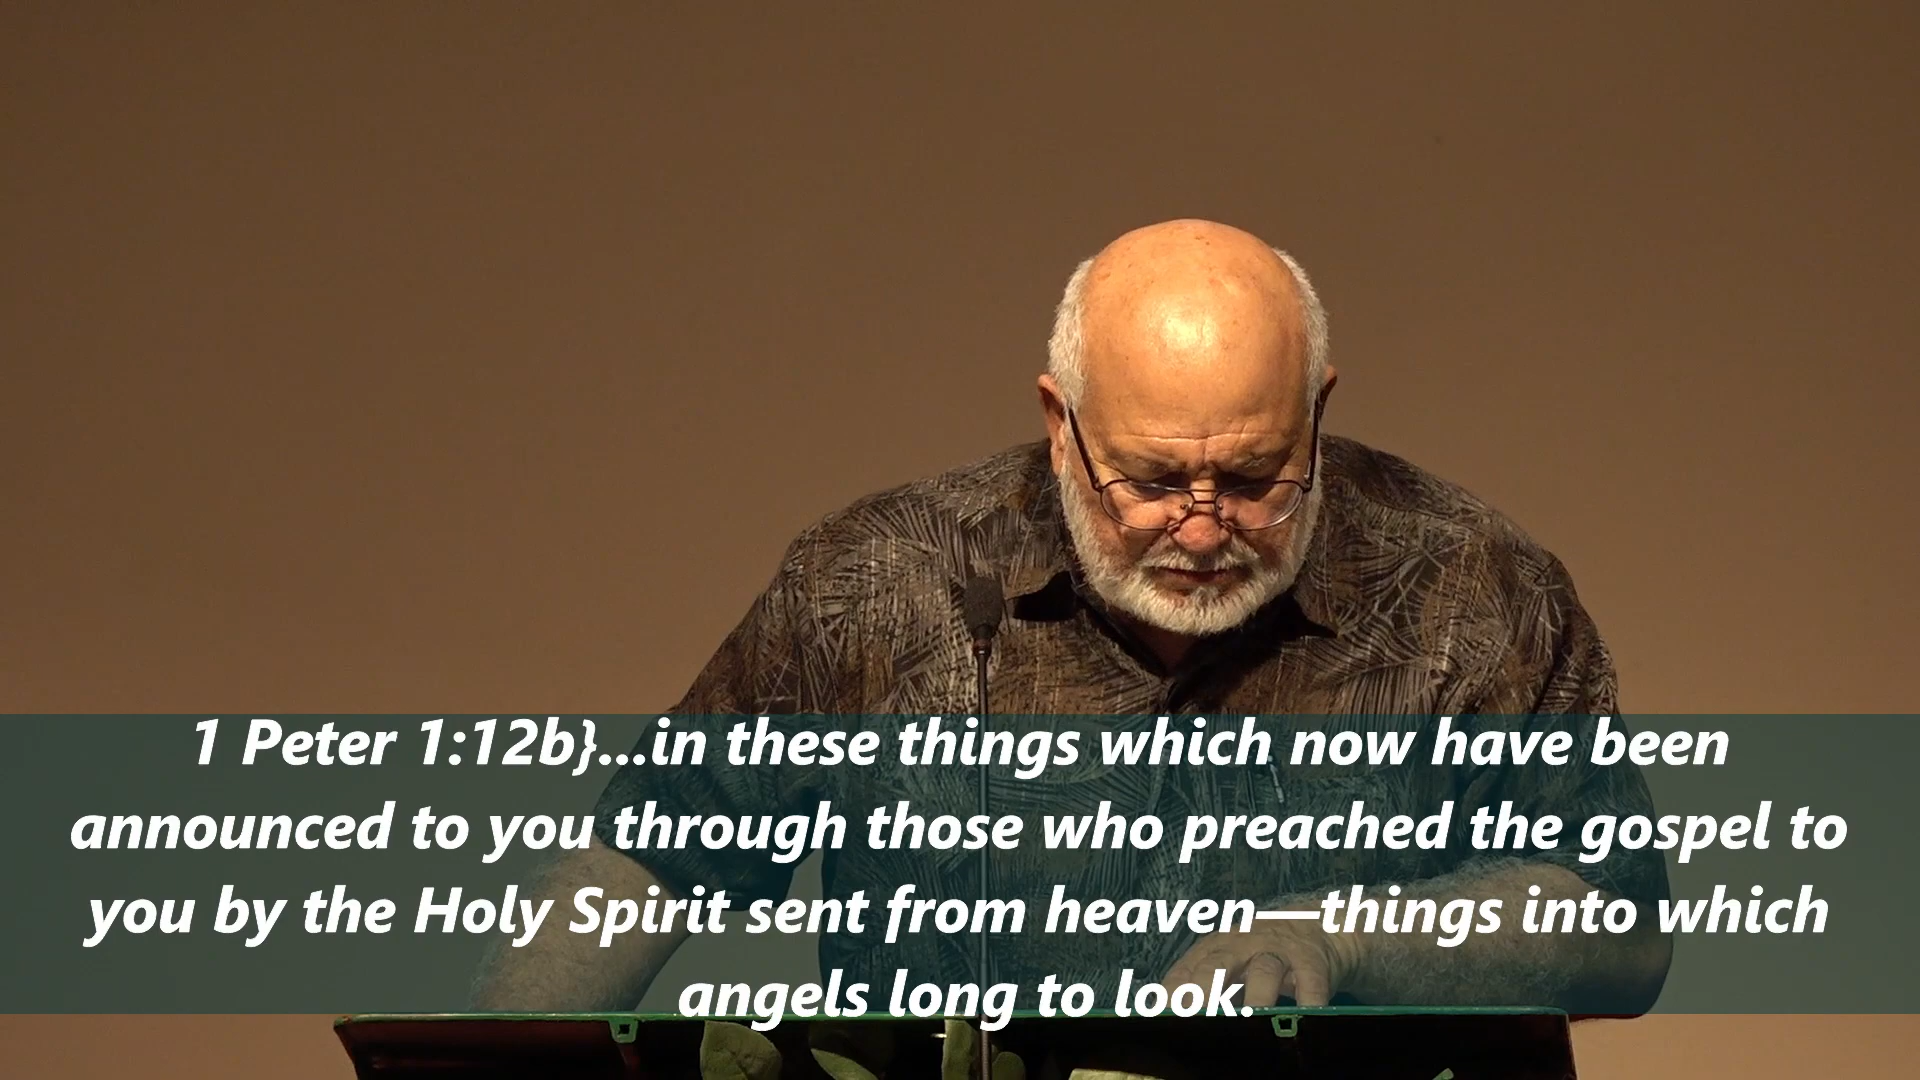 1 Peter 1:12b}...in these things which now have been
announced to you through those who preached the gospel to
you by the Holy Spirit sent from heaven—things into which
angels long to look.